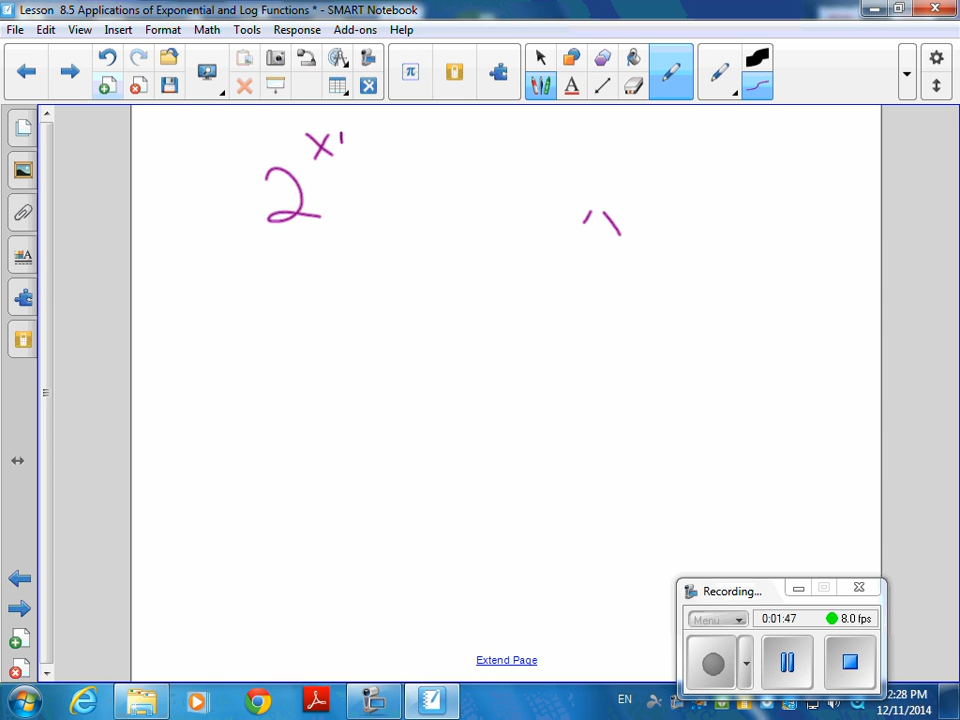 Lesson 8.5 Applications of Exponential and Log Functions * - SMART Notebook
File Edit View Insert Format Math Tools Response Add-ons Help
2^x
Recording...
Menu 0:01:47 8.0 fps
Extend Page
EN
2:28 PM
12/11/2014